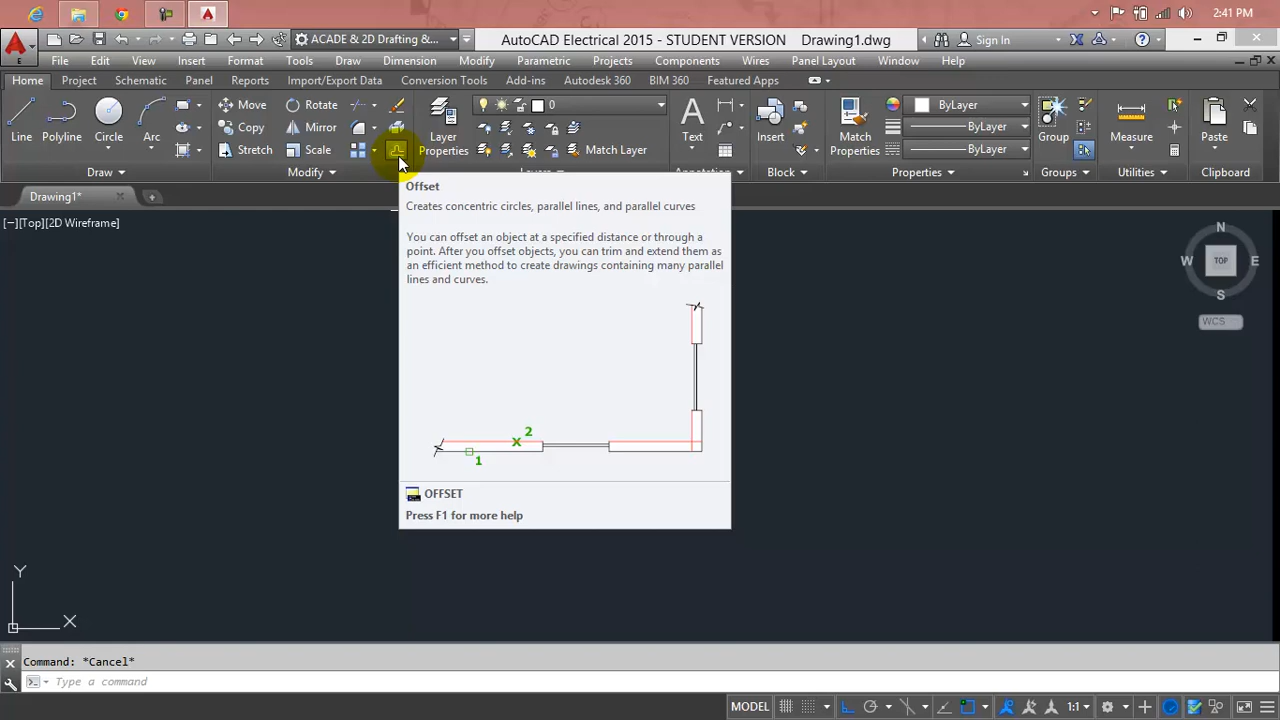 2:41 PM
ACADE & 2D Drafting &...
AutoCAD Electrical 2015 - STUDENT VERSION Drawing1.dwg
Sign In
E
File Edit View Insert Format Tools Draw Dimension Modify Parametric Projects Components Wires Panel Layout Window Help
Home Project Schematic Panel Reports Import/Export Data Conversion Tools Add-ins Autodesk 360 BIM 360 Featured Apps
Move Rotate 0 ByLayer
Line Polyline Circle Arc Copy Mirror Layer Properties Text Insert Match Properties ByLayer Group Measure Paste
Stretch Scale Match Layer ByLayer
Draw Modify Layers Annotation Block Properties Groups Utilities Clipboard
Drawing1*
Offset
Creates concentric circles, parallel lines, and parallel curves
[−][Top][2D Wireframe]
You can offset an object at a specified distance or through a
point. After you offset objects, you can trim and extend them as
an efficient method to create drawings containing many parallel
lines and curves.
N
W TOP E
S
WCS
2
1
OFFSET
Press F1 for more help
Y
X
Command: *Cancel*
Type a command
MODEL 1:1